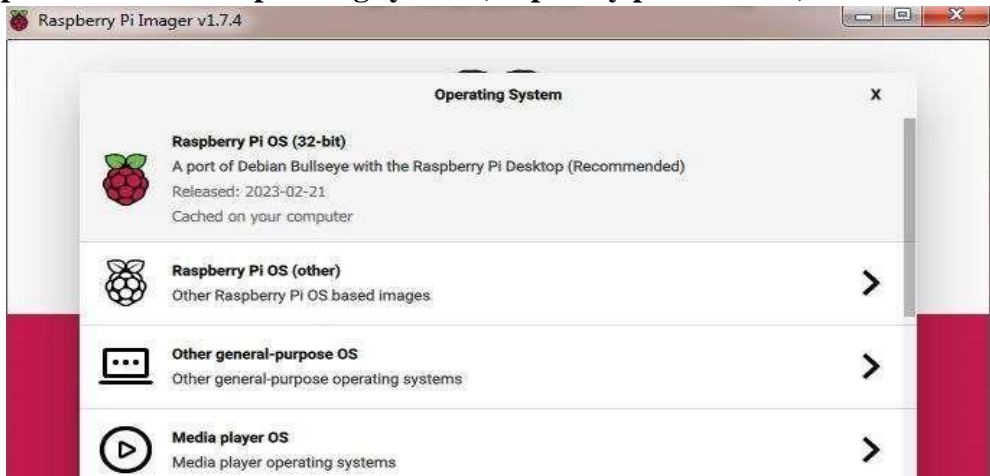 Raspberry Pi Imager v1.7.4
Operating System
X
Raspberry Pi OS (32-bit)
A port of Debian Bullseye with the Raspberry Pi Desktop (Recommended)
Released: 2023-02-21
Cached on your computer
Raspberry Pi OS (other)
Other Raspberry Pi OS based images
Other general-purpose OS
Other general-purpose operating systems
Media player OS
Media player operating systems